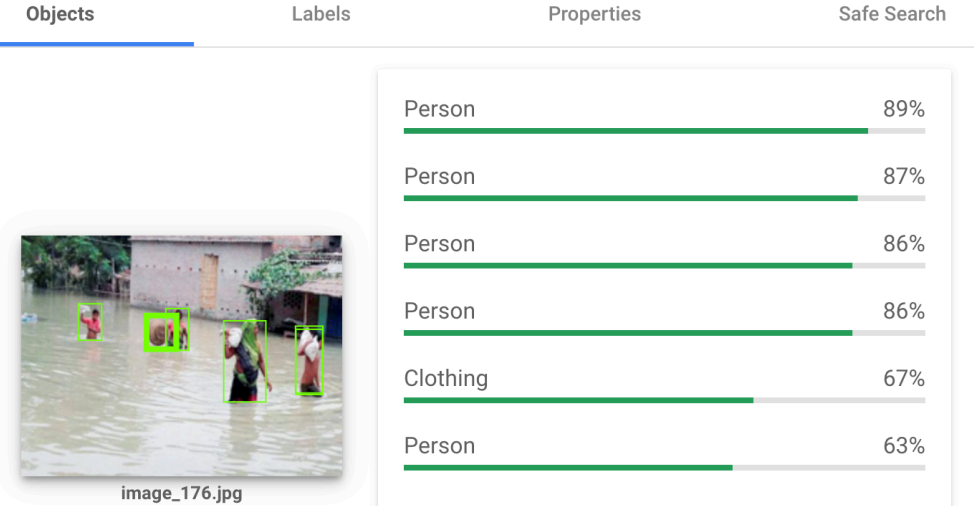 Objects Labels Properties Safe Search
Person 89%
Person 87%
Person 86%
Person 86%
Clothing 67%
Person 63%
image_176.jpg